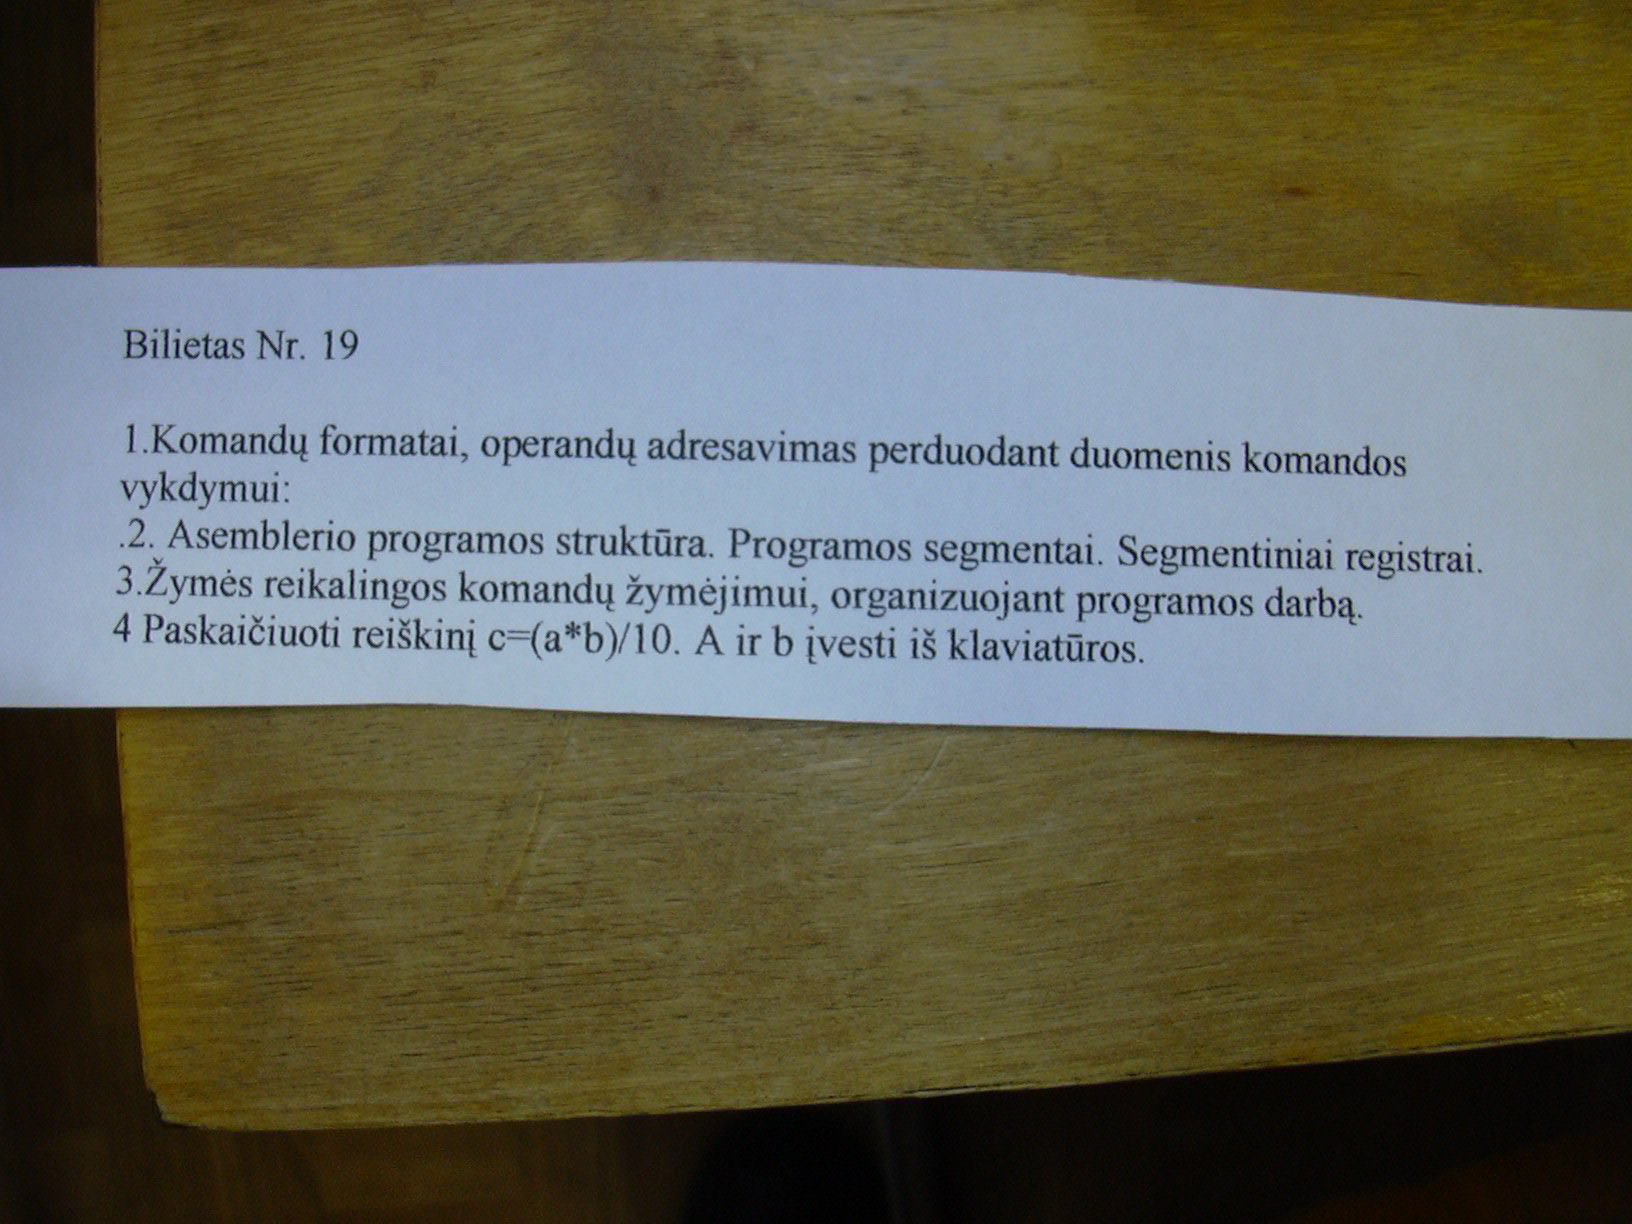 Bilietas Nr. 19
1.Komandų formatai, operandų adresavimas perduodant duomenis komandos
vykdymui:
.2. Asemblerio programos struktūra. Programos segmentai. Segmentiniai registrai.
3.Žymės reikalingos komandų žymėjimui, organizuojant programos darbą.
4 Paskaičiuoti reiškinį c=(a*b)/10. A ir b įvesti iš klaviatūros.